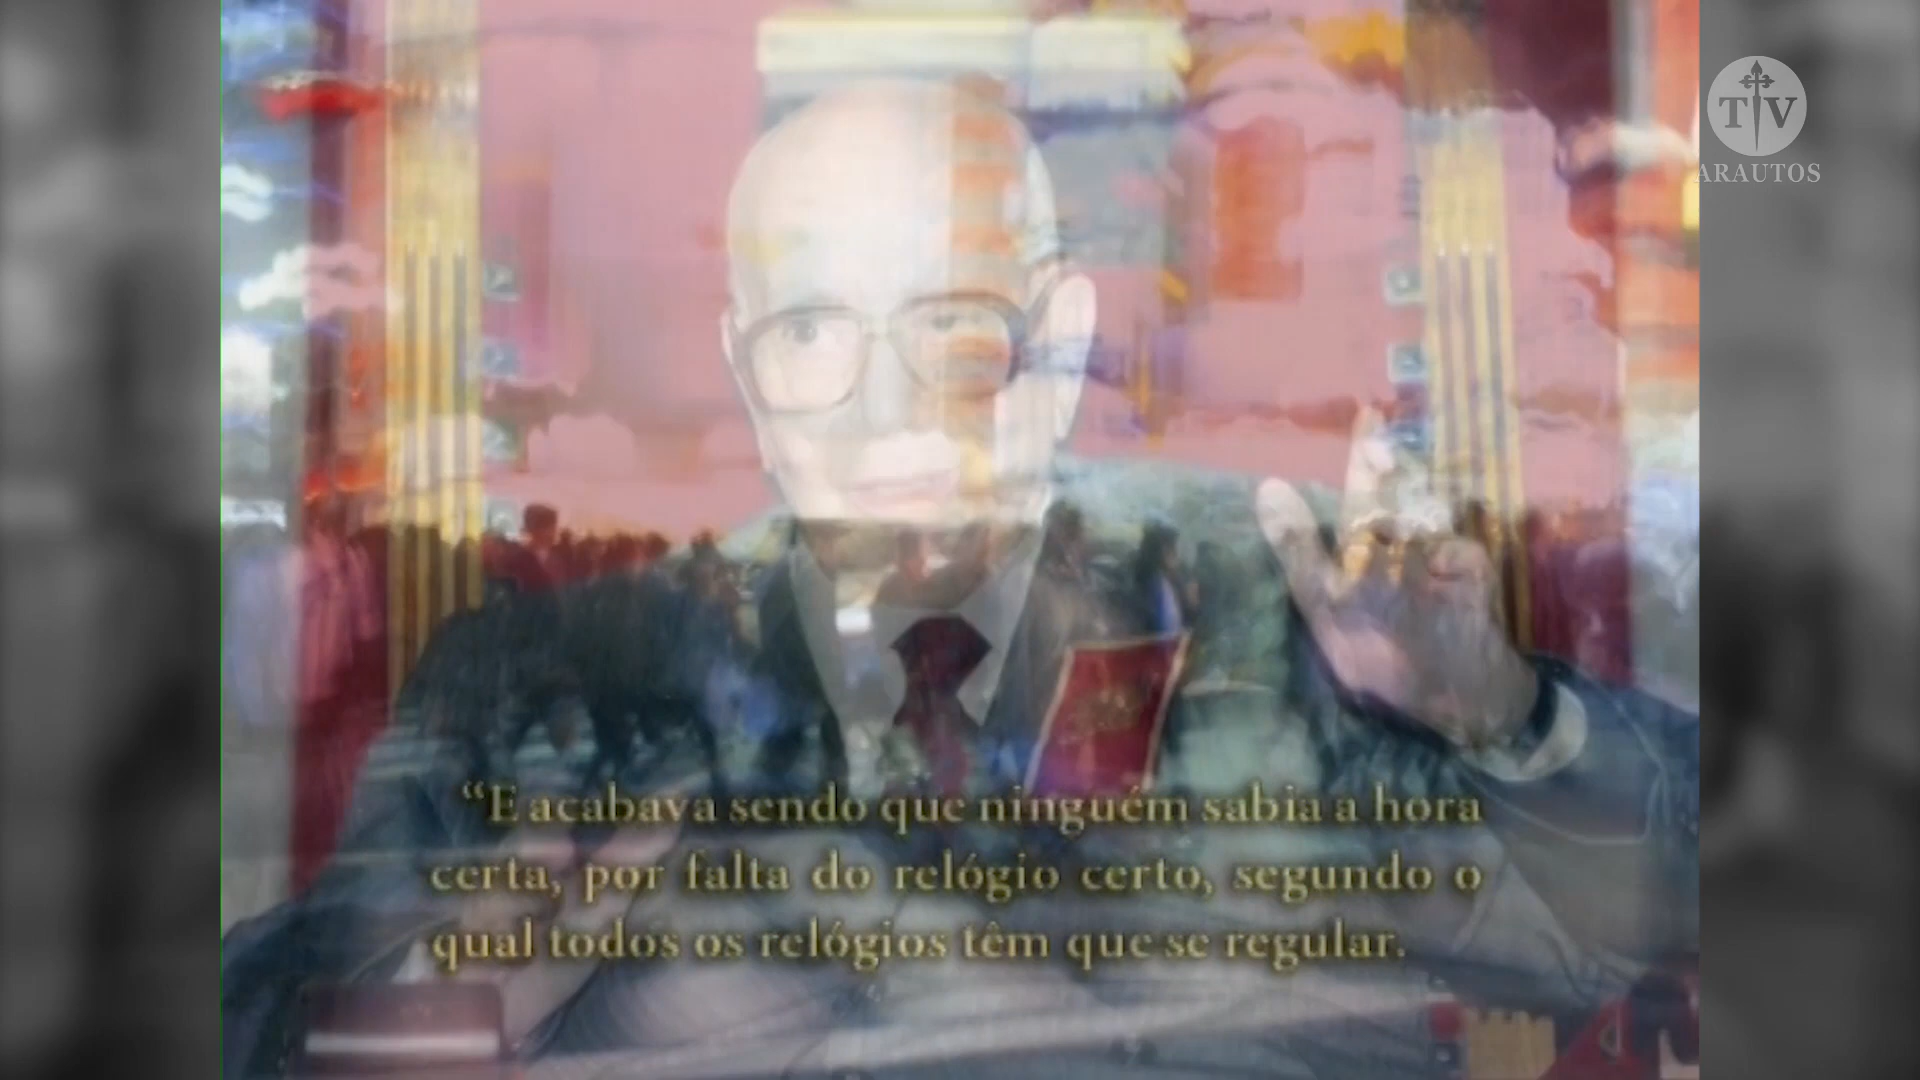 TV
ARAUTOS
“E acabava sendo que ninguém sabia a hora
certa, por falta do relógio certo, segundo o
qual todos os relógios têm que se regular.